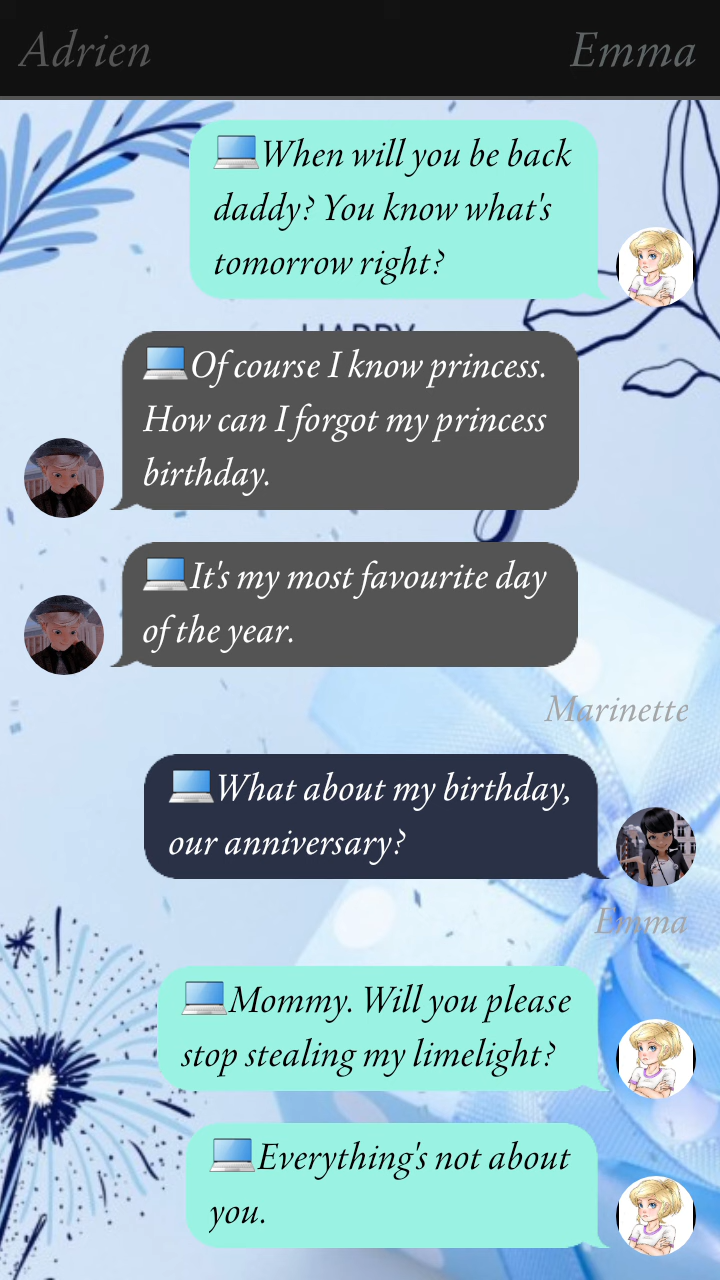 Adrien
Emma
💻When will you be back
daddy? You know what's
tomorrow right?
HAPPY
💻Of course I know princess.
How can I forgot my princess
birthday.
💻It's my most favourite day
of the year.
Marinette
💻What about my birthday,
our anniversary?
Emma
💻Mommy. Will you please
stop stealing my limelight?
💻Everything's not about
you.